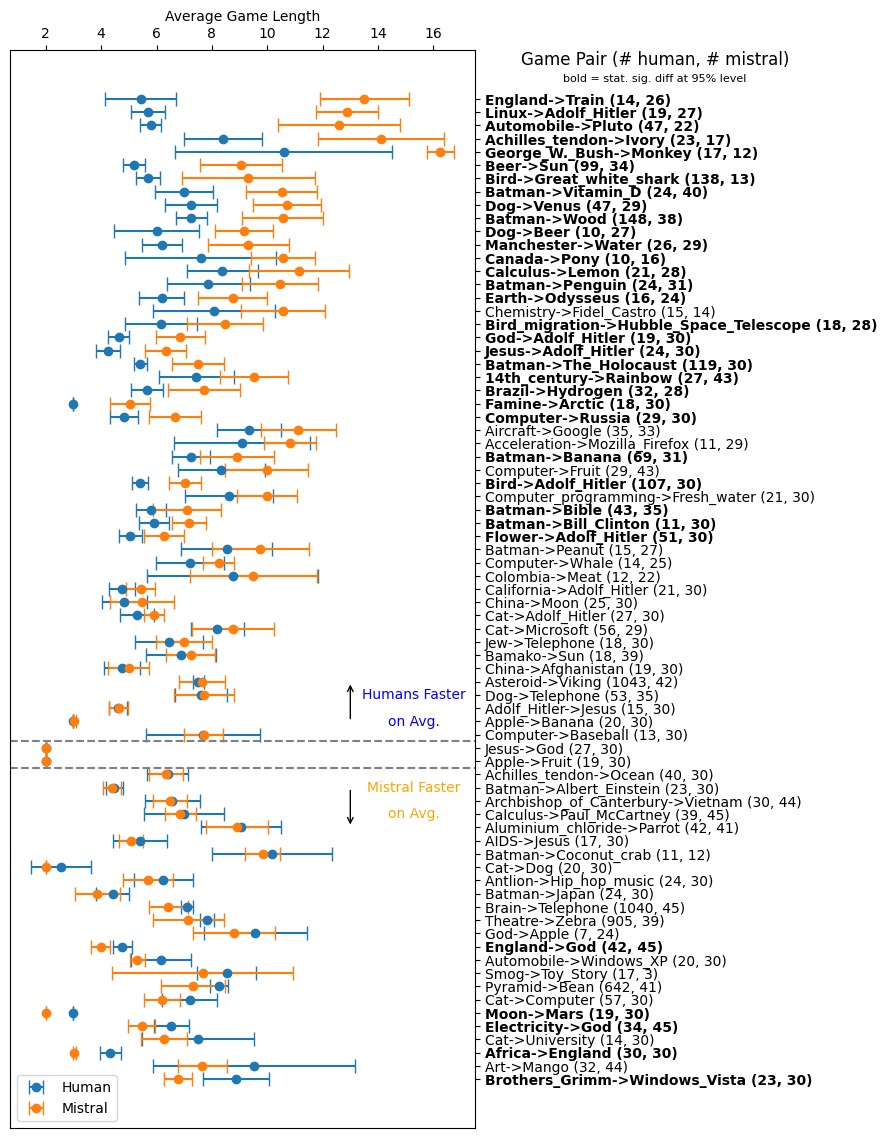 Average Game Length
2 4 6 8 10 12 14 16
Game Pair (# human, # mistral)
bold = stat. sig. diff at 95% level
England->Train (14, 26)
Linux->Adolf_Hitler (19, 27)
Automobile->Pluto (47, 22)
Achilles_tendon->Ivory (23, 17)
George_W._Bush->Monkey (17, 12)
Beer->Sun (99, 34)
Bird->Great_white_shark (138, 13)
Batman->Vitamin_D (24, 40)
Dog->Venus (47, 29)
Batman->Wood (148, 38)
Dog->Beer (10, 27)
Manchester->Water (26, 29)
Canada->Pony (10, 16)
Calculus->Lemon (21, 28)
Batman->Penguin (24, 31)
Earth->Odysseus (16, 24)
Chemistry->Fidel_Castro (15, 14)
Bird_migration->Hubble_Space_Telescope (18, 28)
God->Adolf_Hitler (19, 30)
Jesus->Adolf_Hitler (24, 30)
Batman->The_Holocaust (119, 30)
14th_century->Rainbow (27, 43)
Brazil->Hydrogen (32, 28)
Famine->Arctic (18, 30)
Computer->Russia (29, 30)
Aircraft->Google (35, 33)
Acceleration->Mozilla_Firefox (11, 29)
Batman->Banana (69, 31)
Computer->Fruit (29, 43)
Bird->Adolf_Hitler (107, 30)
Computer_programming->Fresh_water (21, 30)
Batman->Bible (43, 35)
Batman->Bill_Clinton (11, 30)
Flower->Adolf_Hitler (51, 30)
Batman->Peanut (15, 27)
Computer->Whale (14, 25)
Colombia->Meat (12, 22)
California->Adolf_Hitler (21, 30)
China->Moon (25, 30)
Cat->Adolf_Hitler (27, 30)
Cat->Microsoft (56, 29)
Jew->Telephone (18, 30)
Bamako->Sun (18, 39)
China->Afghanistan (19, 30)
Asteroid->Viking (1043, 42)
Humans Faster
Dog->Telephone (53, 35)
Adolf_Hitler->Jesus (15, 30)
on Avg.
Apple->Banana (20, 30)
Computer->Baseball (13, 30)
Jesus->God (27, 30)
Apple->Fruit (19, 30)
Achilles_tendon->Ocean (40, 30)
Mistral Faster
Batman->Albert_Einstein (23, 30)
Archbishop_of_Canterbury->Vietnam (30, 44)
on Avg.
Calculus->Paul_McCartney (39, 45)
Aluminium_chloride->Parrot (42, 41)
AIDS->Jesus (17, 30)
Batman->Coconut_crab (11, 12)
Cat->Dog (20, 30)
Antlion->Hip_hop_music (24, 30)
Batman->Japan (24, 30)
Brain->Telephone (1040, 45)
Theatre->Zebra (905, 39)
God->Apple (7, 24)
England->God (42, 45)
Automobile->Windows_XP (20, 30)
Smog->Toy_Story (17, 3)
Pyramid->Bean (642, 41)
Cat->Computer (57, 30)
Moon->Mars (19, 30)
Electricity->God (34, 45)
Cat->University (14, 30)
Africa->England (30, 30)
Art->Mango (32, 44)
Brothers_Grimm->Windows_Vista (23, 30)
Human
Mistral